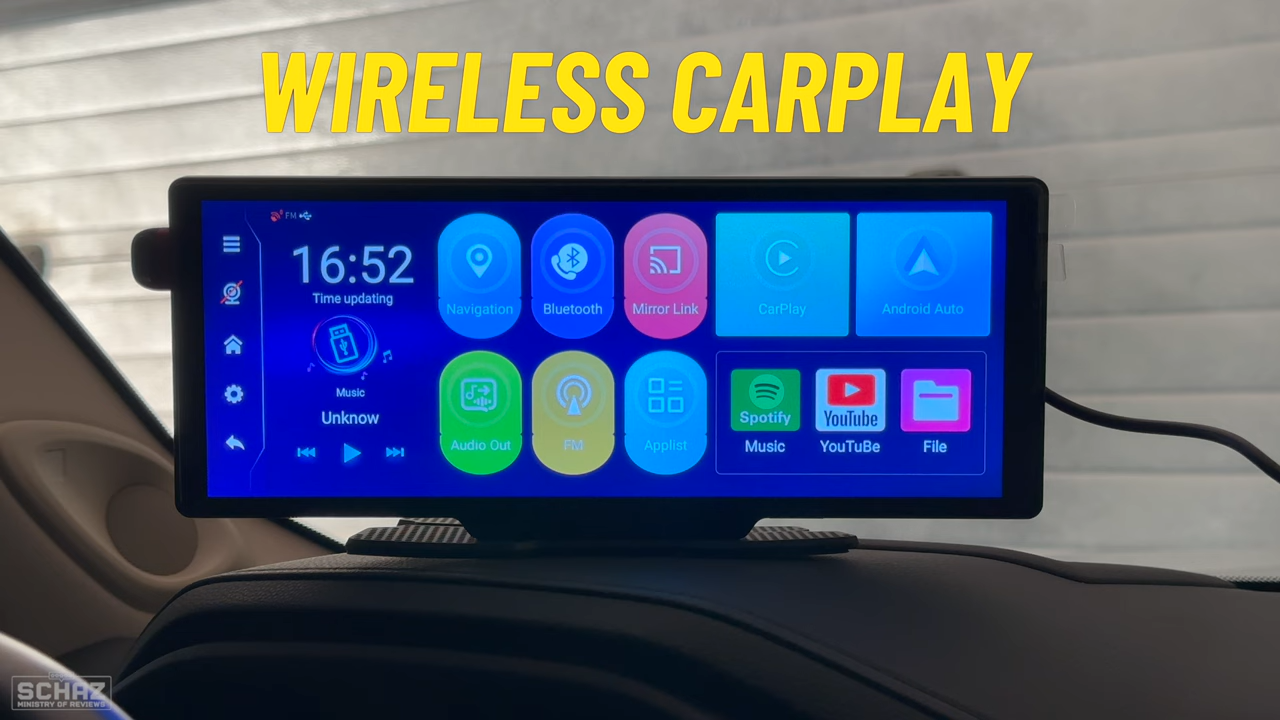 WIRELESS CARPLAY
FM
16:52
Time updating
Music
Unknow
Navigation
Bluetooth
Mirror Link
CarPlay
Android Auto
Audio Out
FM
Applist
Spotify
Music
YouTube
YouTuBe
File
SCHAZ
MINISTRY OF REVIEWS